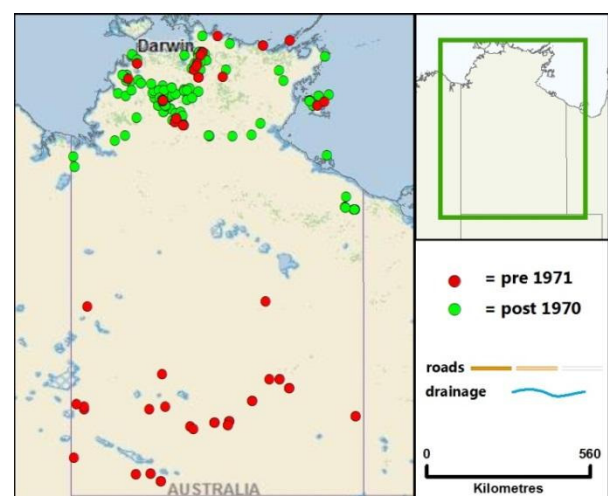 Darwin
AUSTRALIA
= pre 1971
= post 1970
roads
drainage
0 560
Kilometres